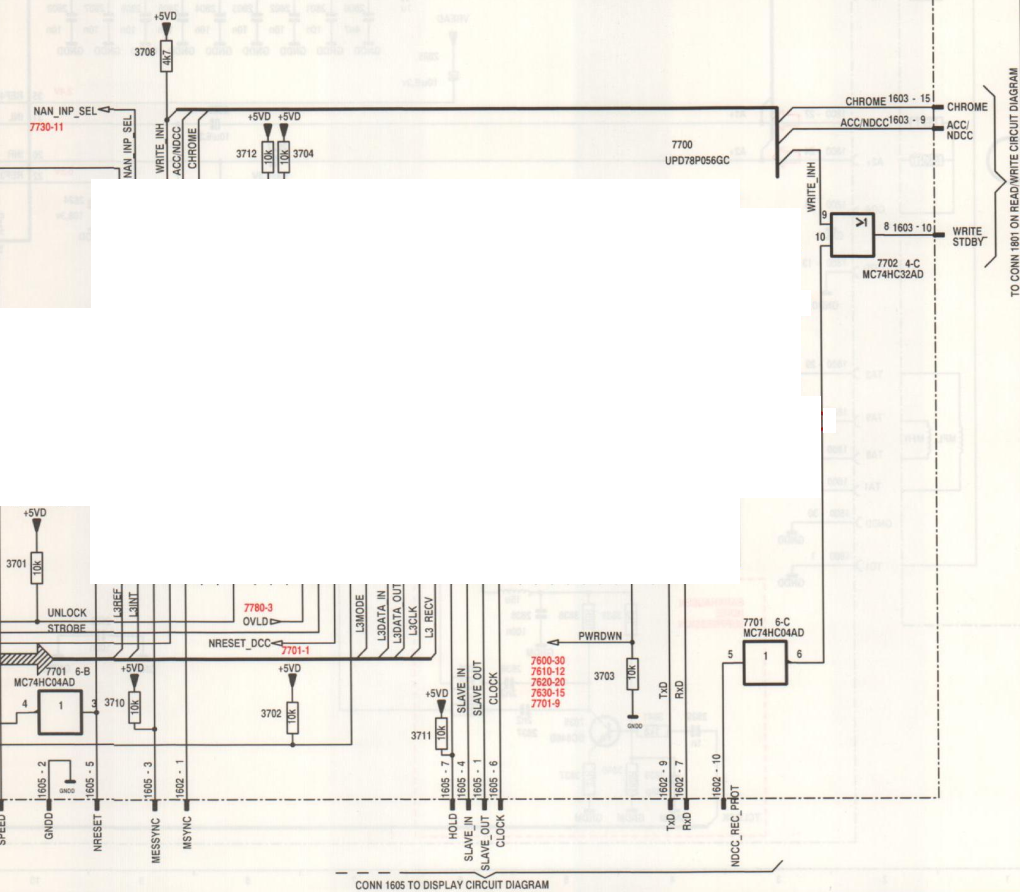 +5VD
3708
4k7
NAN_INP_SEL
7730-11
NAN_INP_SEL
WRITE_INH
ACC/NDCC
CHROME
+5VD +5VD
3712
10k
10k
3704
7700
UPD78P056GC
CHROME 1603 - 15
CHROME
ACC/NDCC 1603 - 9
ACC/
NDCC
WRITE_INH
9
10
≥1
8 1603 - 10
WRITE_
STDBY
7702 4-C
MC74HC32AD
TO CONN 1801 ON READ/WRITE CIRCUIT DIAGRAM
+5VD
3701
10k
UNLOCK
STROBE
L3REF
L3INT
7780-3
OVLD
NRESET_DCC
7701-1
L3MODE
L3DATA IN
L3DATA OUT
L3CLK
L3 RECV
7701 6-B
MC74HC04AD
4
1
3
+5VD
3710
10k
+5VD
3702
10k
+5VD
3711
10k
SLAVE_IN
SLAVE_OUT
CLOCK
PWRDWN
7600-30
7610-12
7620-20
7630-15
7701-9
3703
10k
GNDD
TxD
RxD
7701 6-C
MC74HC04AD
5
1
6
1605 - 2
GNDD
1605 - 5
1605 - 3
1602 - 1
1605 - 7
1605 - 4
1605 - 1
1605 - 6
1602 - 9
1602 - 7
1602 - 10
SPEED
GNDD
NRESET
MESSYNC
MSYNC
HOLD
SLAVE_IN
SLAVE_OUT
CLOCK
TxD
RxD
NDCC_REC_PROT
CONN 1605 TO DISPLAY CIRCUIT DIAGRAM